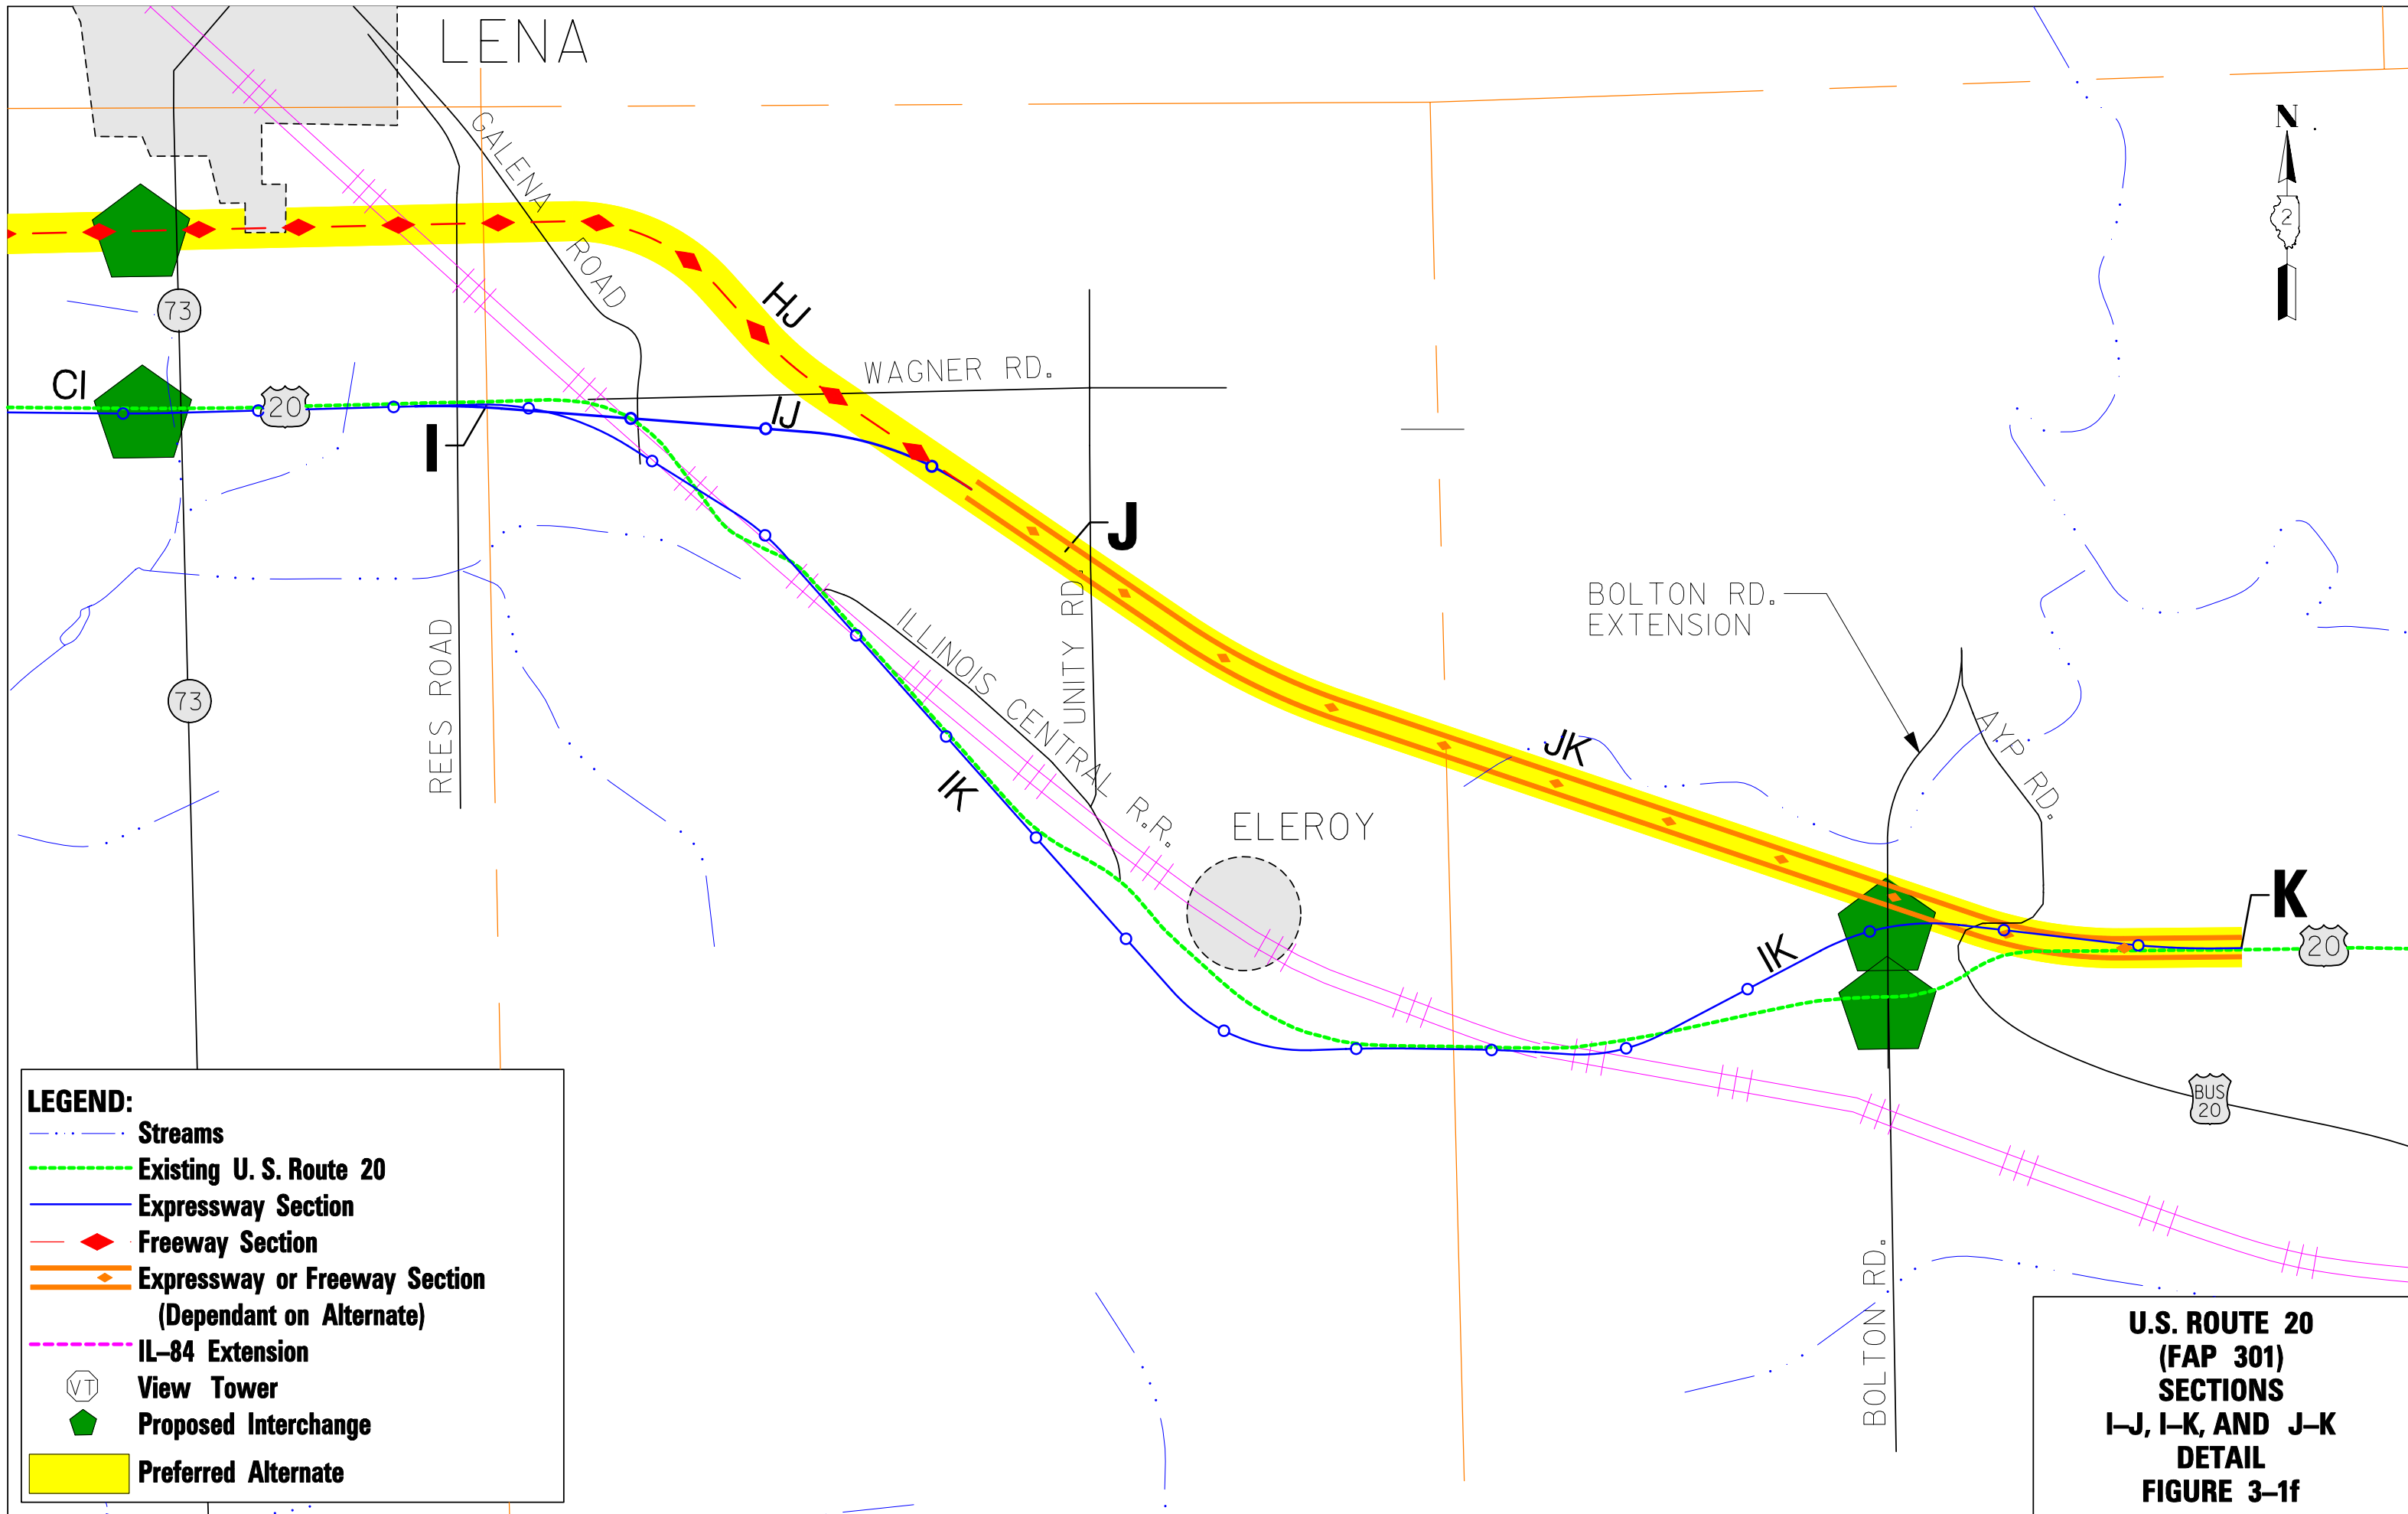 LENA
N
2
GALENA ROAD
HJ
73
CI
20
WAGNER RD.
IJ
I
J
BOLTON RD.
EXTENSION
UNITY RD.
REES ROAD
73
ILLINOIS CENTRAL R.R.
AYP RD.
JK
IK
ELEROY
K
20
IK
BUS
20
BOLTON RD.
LEGEND:
Streams
Existing U. S. Route 20
Expressway Section
Freeway Section
Expressway or Freeway Section
(Dependant on Alternate)
IL–84 Extension
VT
View Tower
Proposed Interchange
Preferred Alternate
U.S. ROUTE 20
(FAP 301)
SECTIONS
I–J, I–K, AND J–K
DETAIL
FIGURE 3–1f